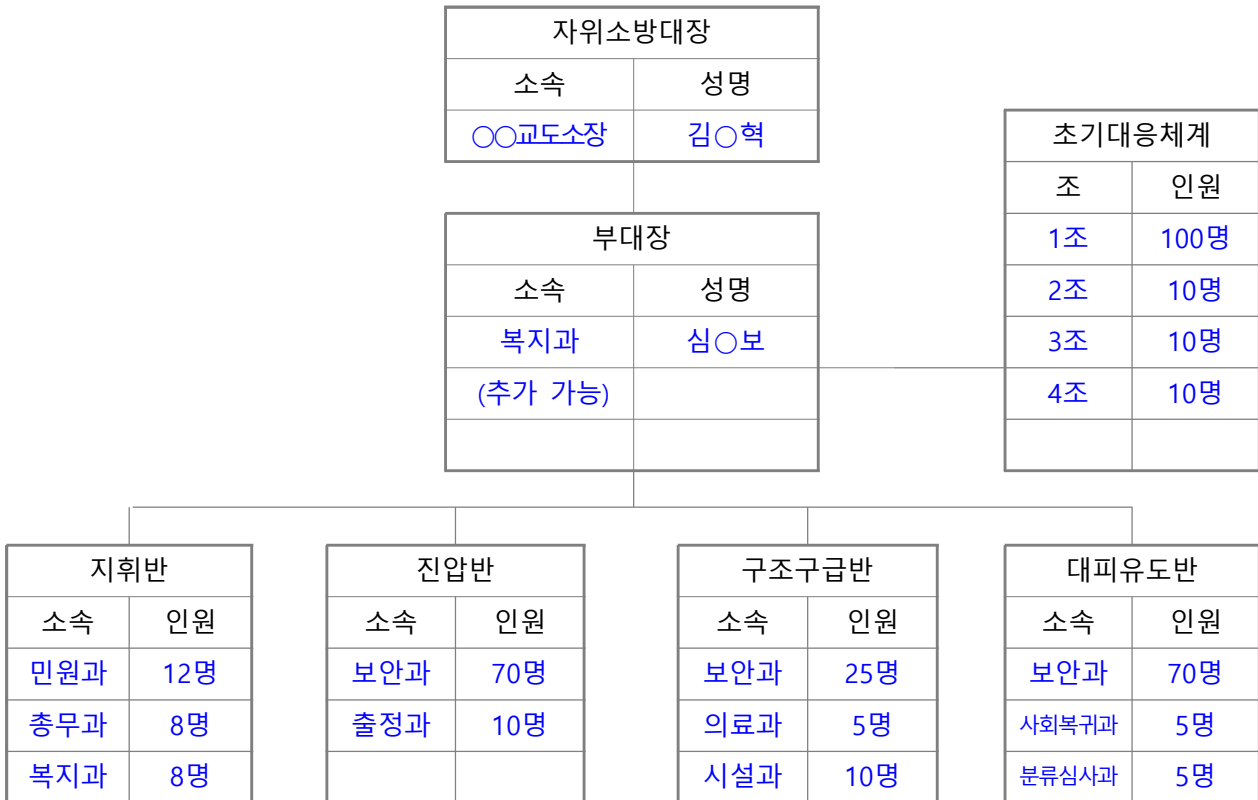 자위소방대장
소속 성명
○○교도소장 김○혁
초기대응체계
조 인원
1조 100명
2조 10명
3조 10명
4조 10명
부대장
소속 성명
복지과 심○보
(추가 가능)
지휘반
소속 인원
민원과 12명
총무과 8명
복지과 8명
진압반
소속 인원
보안과 70명
출정과 10명
구조구급반
소속 인원
보안과 25명
의료과 5명
시설과 10명
대피유도반
소속 인원
보안과 70명
사회복귀과 5명
분류심사과 5명